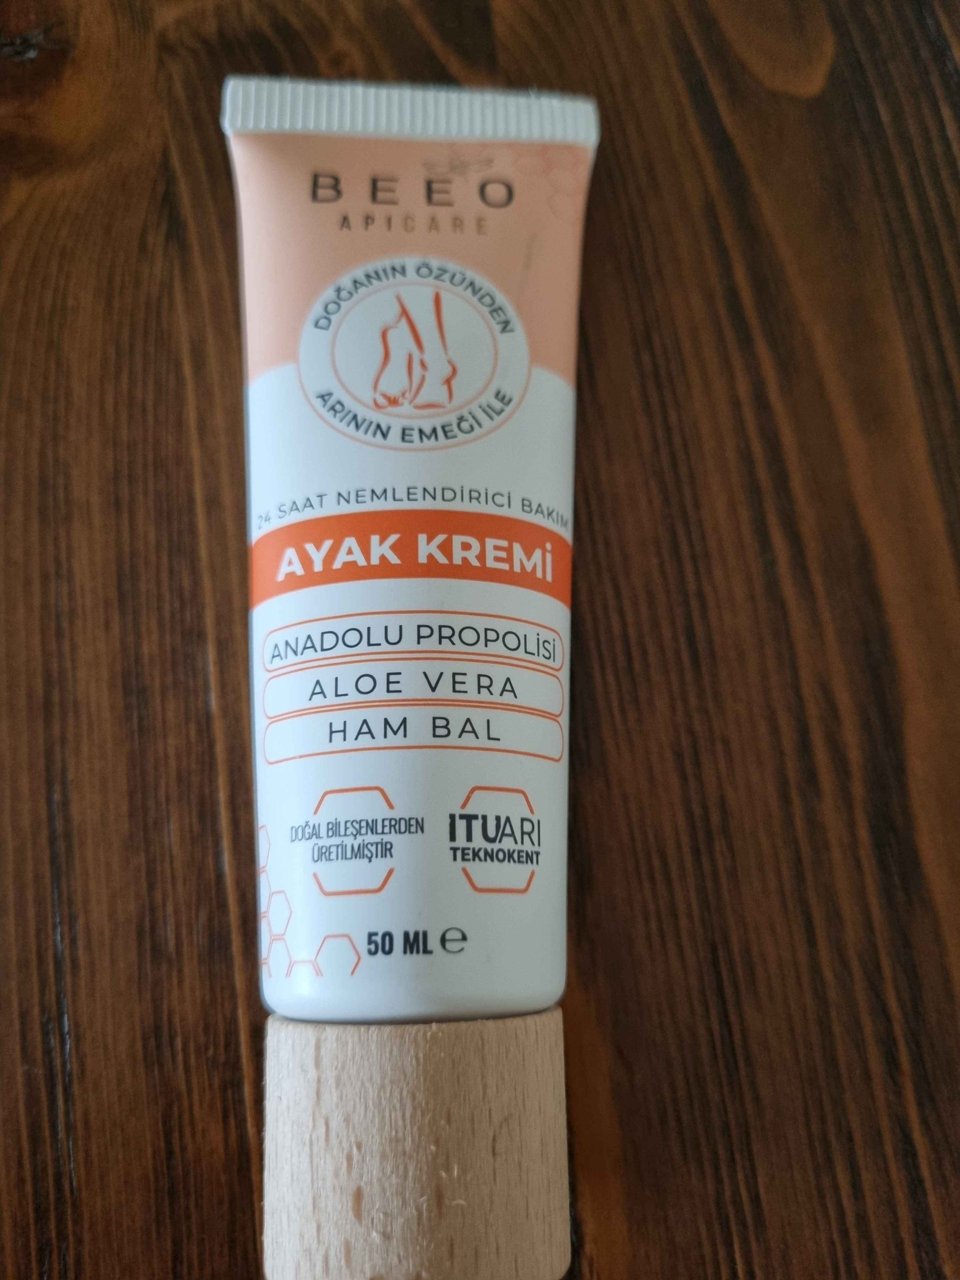 BEEO
APICARE
DOĞANIN ÖZÜNDEN
ARININ EMEĞİ İLE
24 SAAT NEMLENDİRİCİ BAKIM
AYAK KREMİ
ANADOLU PROPOLİSİ
ALOE VERA
HAM BAL
DOĞAL BİLEŞENLERDEN
ÜRETİLMİŞTİR
ITUARI
TEKNOKENT
50 ML ℮